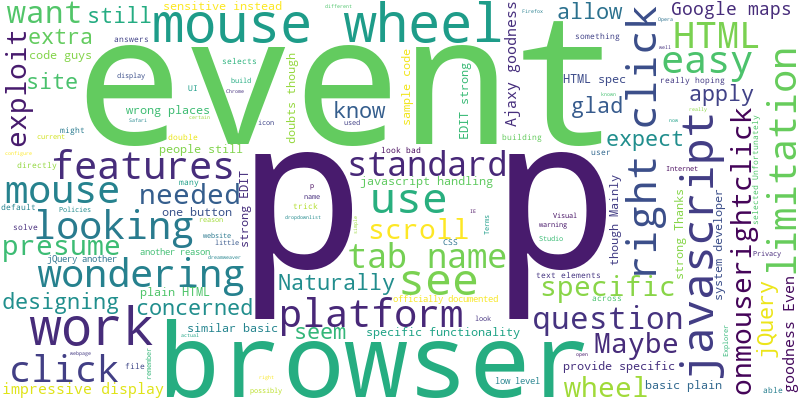 want
still
sensitive instead
mouse wheel
different
Firefox
allow
Opera
Google maps
extra
answers
something
HTML
code guys
event
Ajaxy goodness
well
exploit
site
display
selects
UI
build
Chrome
doubts though
sample code
EDIT strong
HTML spec
easy
really hoping
wrong places
know
glad
right click
apply
Safari
certain
icon
used
known
really
current
might
double
building
expect
now
people still
look bad
user
directly
features
p p
standard
javascript
Internet
limitation
mouse
needed
strong EDIT
javascript handling
though Mainly
strong Thanks
system developer
onmouserightclick
selected unfortunately
many
p
name
trick
use
IE
Visual
warning
default
Policies
one button
reason
dropdownlist
Terms
Studio
looking
scroll
solve
website
little
CSS
presume
another reason
tab name
Privacy
jQuery another
dreamweaver
wondering
see
text elements
Naturally
specific
across
plain HTML
officially documented
designing
concerned
platform
look
question
work
similar basic
seem
specific functionality
Explorer
jQuery
goodness Even
browser
Maybe
actual
webpage
remember
open
click
file
provide specific
right
low level
wheel
basic plain
able
impressive display
possibly